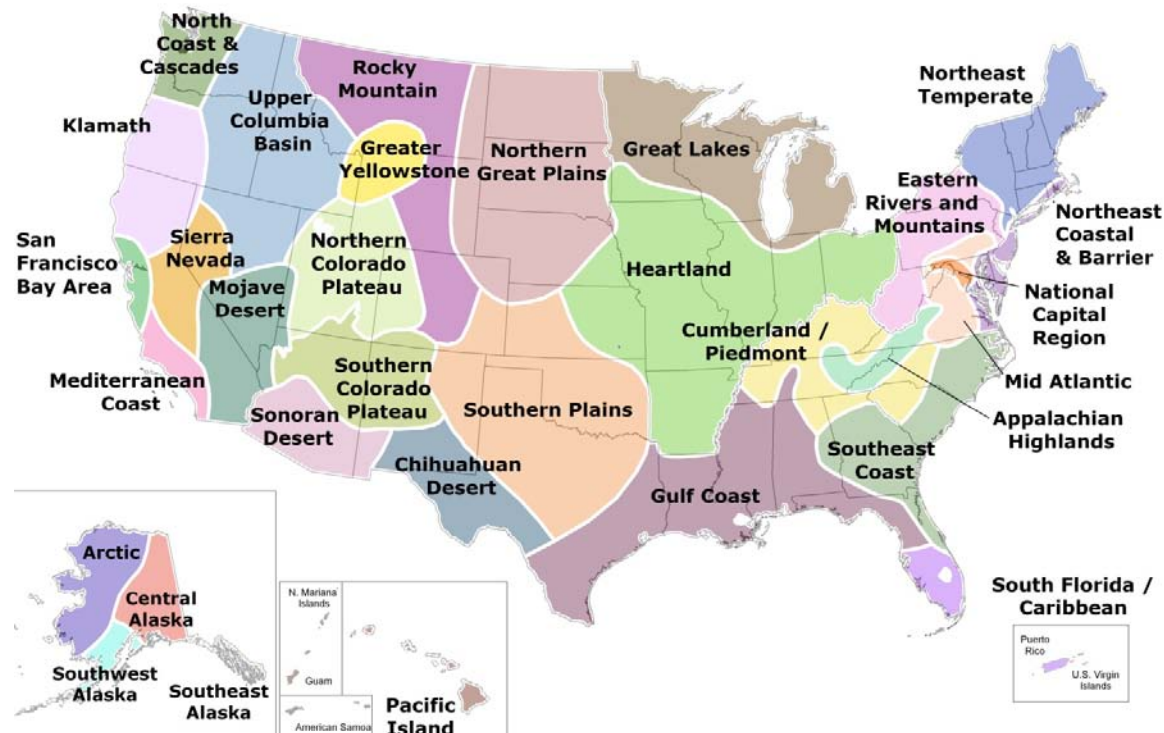 North
Coast &
Cascades
Rocky
Mountain
Northeast
Temperate
Upper
Columbia
Basin
Klamath
Greater
Yellowstone
Northern
Great Plains
Great Lakes
Eastern
Rivers and
Mountains
Northeast
Coastal
& Barrier
San
Francisco
Bay Area
Sierra
Nevada
Northern
Colorado
Plateau
Heartland
Mojave
Desert
National
Capital
Region
Cumberland /
Piedmont
Mediterranean
Coast
Southern
Colorado
Plateau
Mid Atlantic
Sonoran
Desert
Southern Plains
Appalachian
Highlands
Chihuahuan
Desert
Southeast
Coast
Gulf Coast
Arctic
Central
Alaska
Southwest
Alaska
Southeast
Alaska
N. Mariana
Islands
Guam
American Samoa
Pacific
Island
South Florida /
Caribbean
Puerto
Rico
U.S. Virgin
Islands